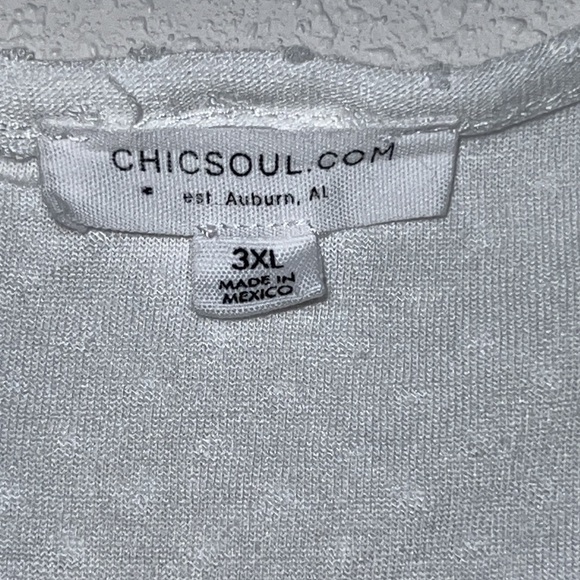 CHICSOUL.COM
est. Auburn, AL
3XL
MADE IN
MEXICO